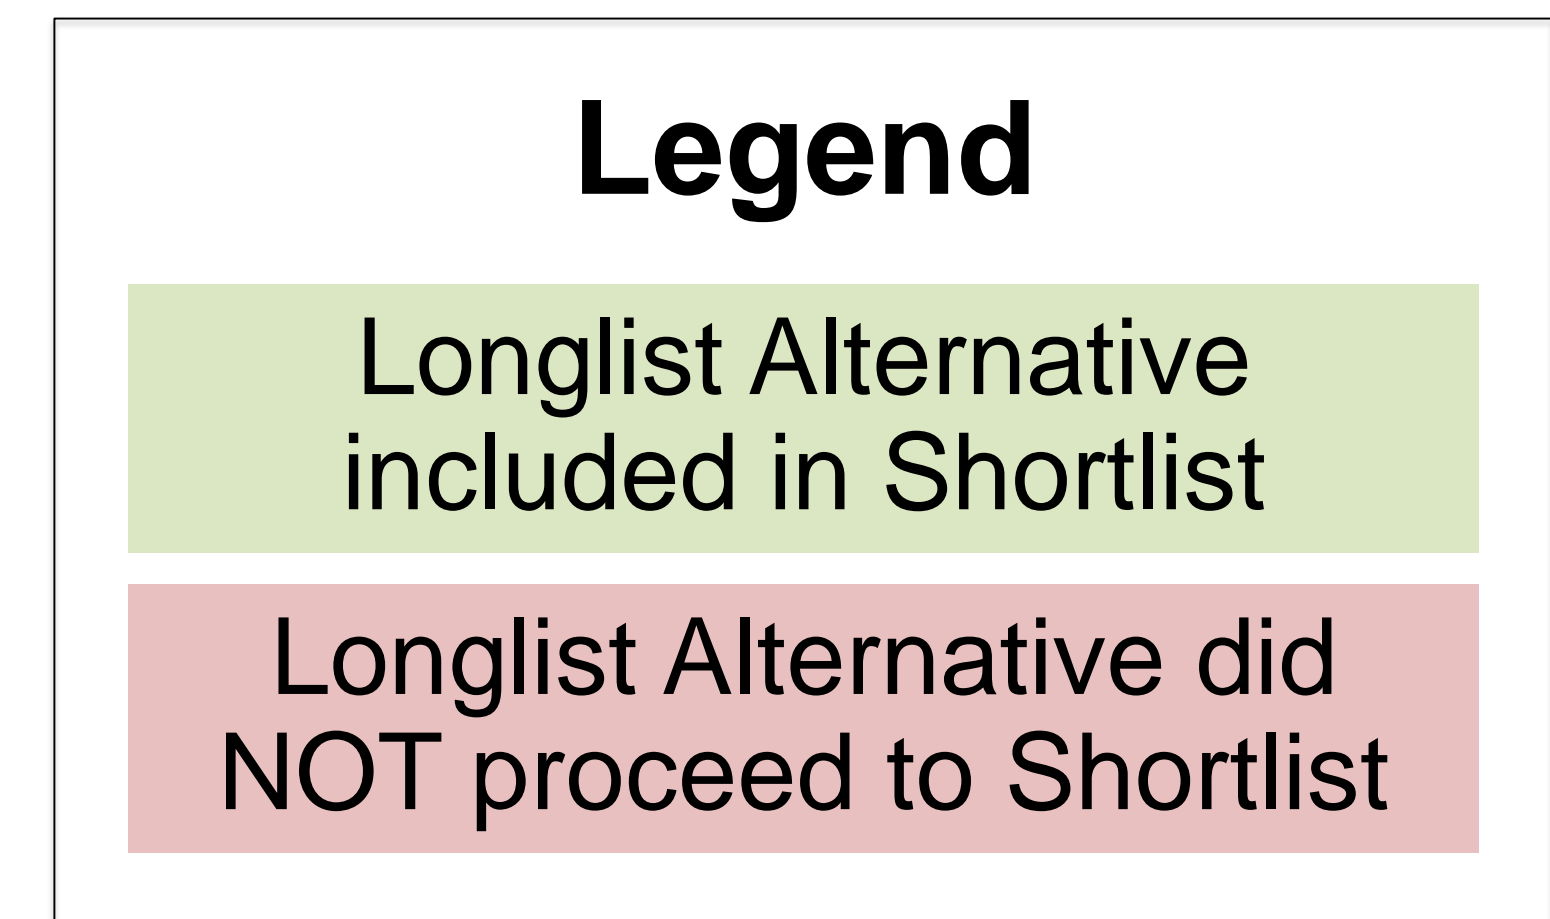 Legend
Longlist Alternative
included in Shortlist
Longlist Alternative did
NOT proceed to Shortlist